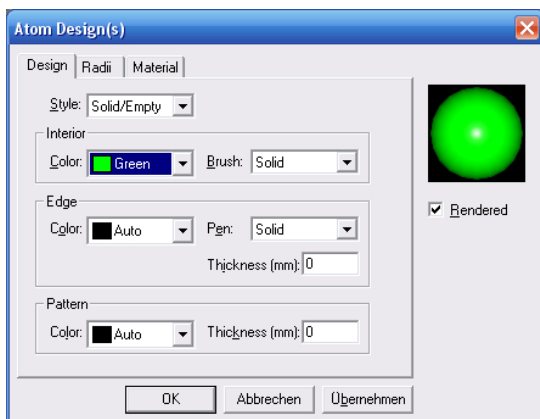 Atom Design(s)
Design Radii Material
Style: Solid/Empty
Interior
Color: Green Brush: Solid
Edge
Color: Auto Pen: Solid
Thickness (mm): 0
Pattern
Color: Auto Thickness (mm): 0
Rendered
OK Abbrechen Übernehmen